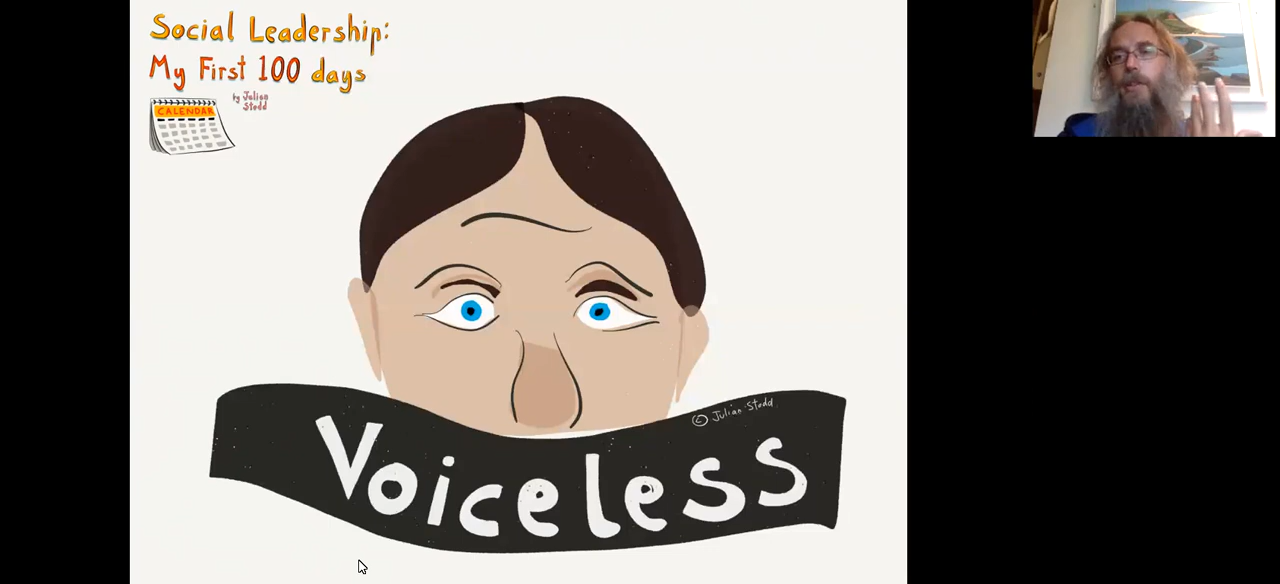 Social Leadership:
My First 100 days
by Julian
Stodd
CALENDAR
© Julian Stodd
Voiceless